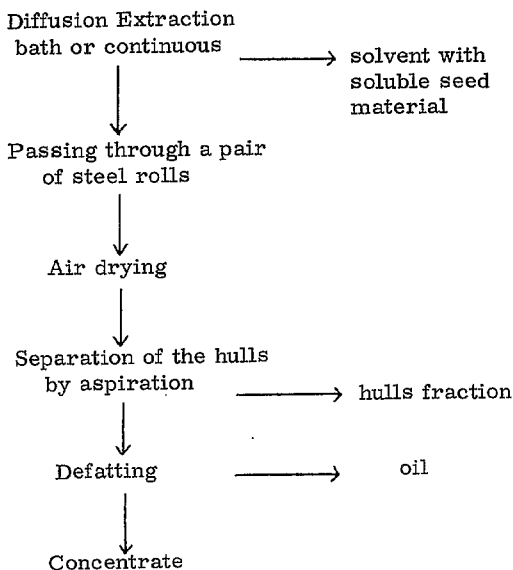 Diffusion Extraction
bath or continuous
solvent with
soluble seed
material
Passing through a pair
of steel rolls
Air drying
Separation of the hulls
by aspiration
hulls fraction
Defatting
oil
Concentrate